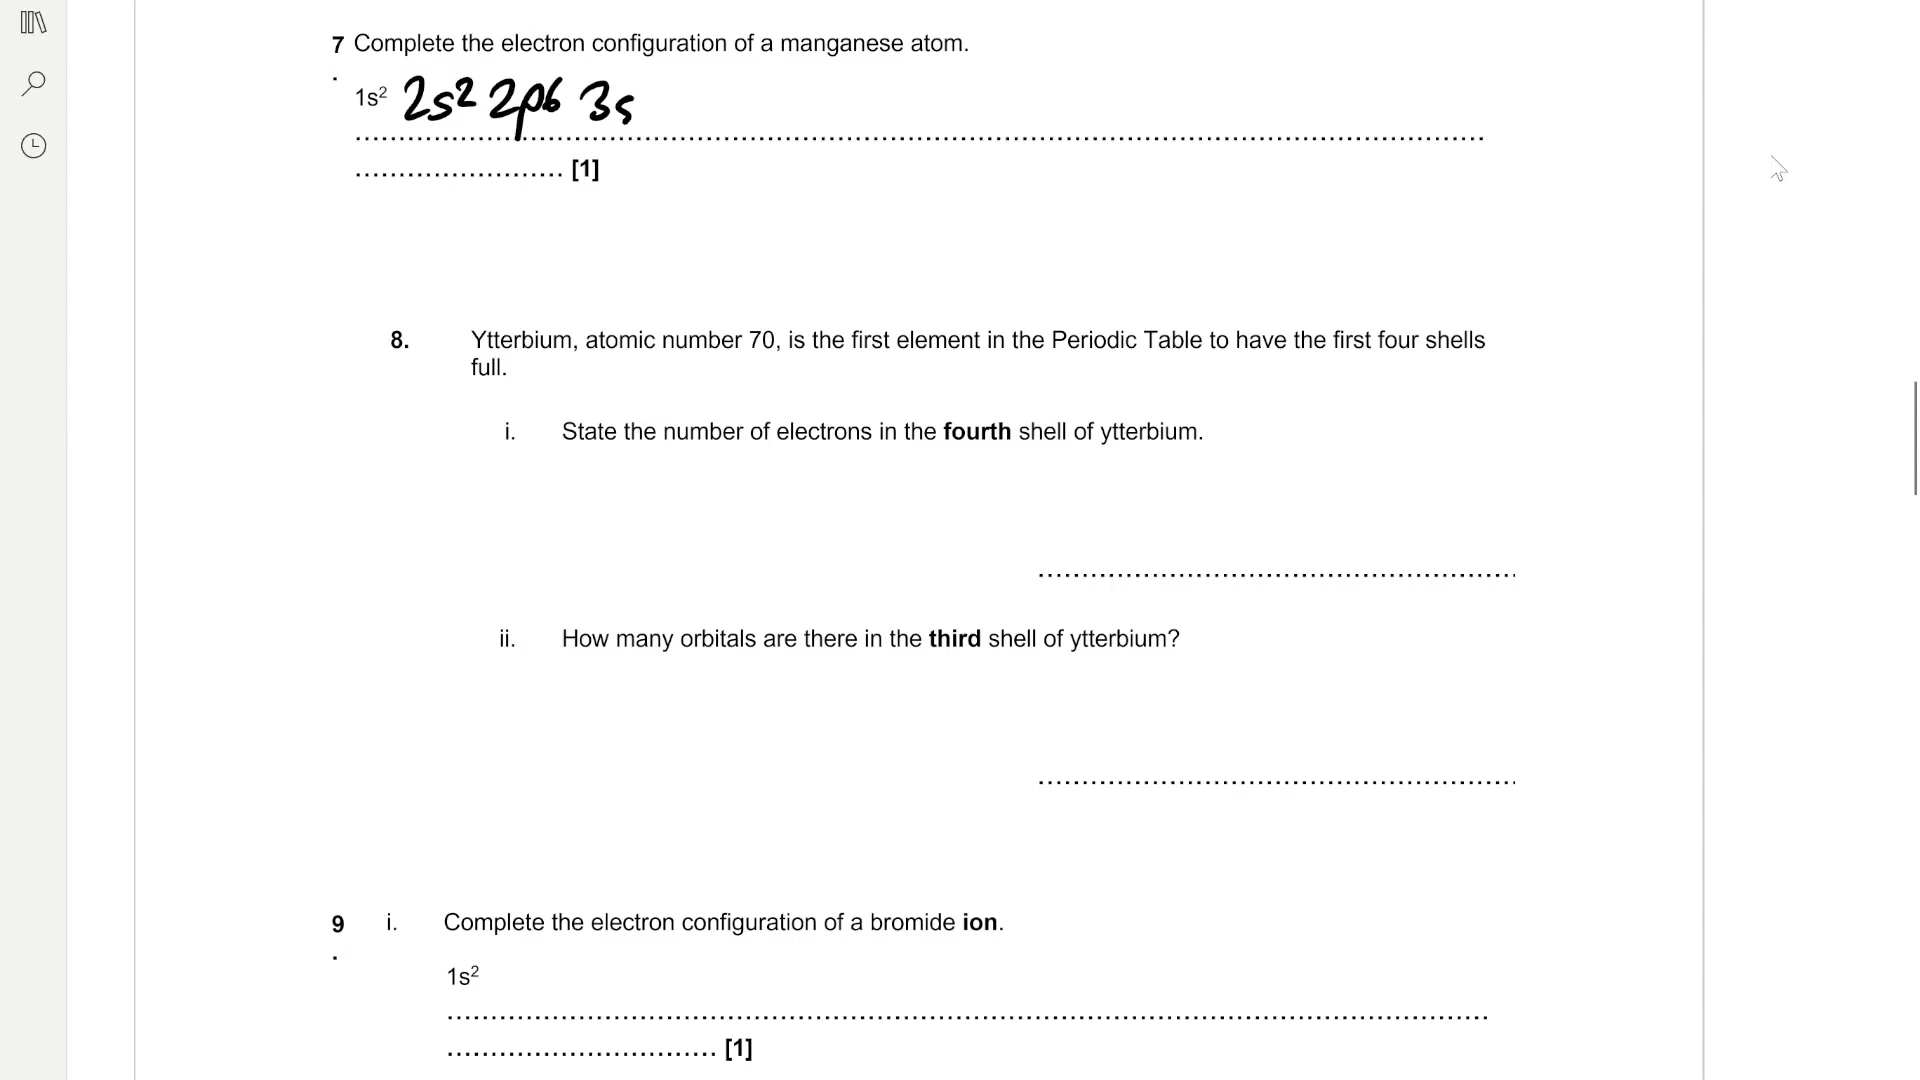 7 Complete the electron configuration of a manganese atom.
.
1s² 2s2 2p6 3s
................................................................................
........................ [1]
8. Ytterbium, atomic number 70, is the first element in the Periodic Table to have the first four shells
full.
i. State the number of electrons in the fourth shell of ytterbium.
................................................................................
ii. How many orbitals are there in the third shell of ytterbium?
................................................................................
9 i. Complete the electron configuration of a bromide ion.
.
1s²
................................................................................
............................... [1]